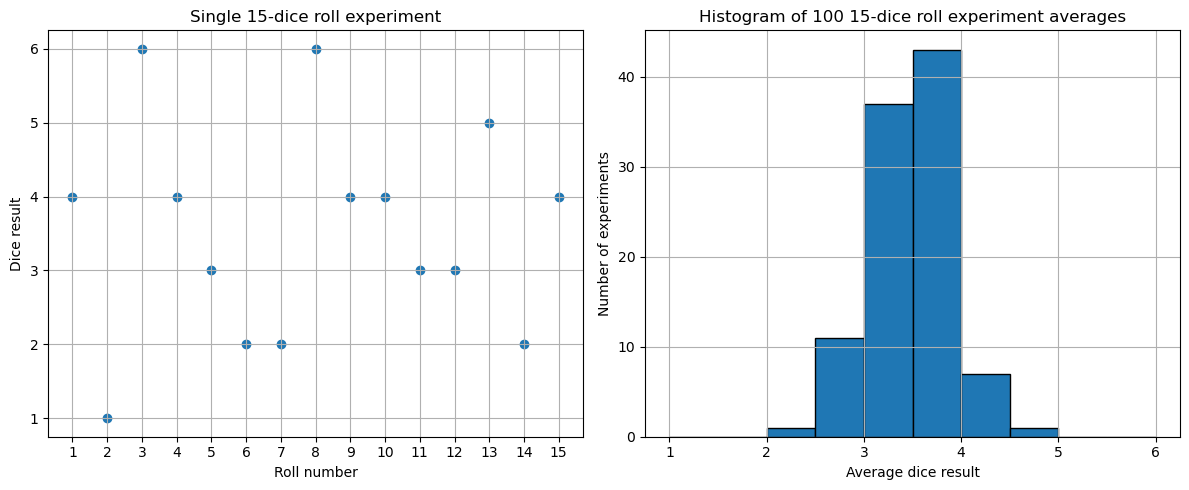 Single 15-dice roll experiment
6
5
4
3
2
1
Dice result
1 2 3 4 5 6 7 8 9 10 11 12 13 14 15
Roll number
Histogram of 100 15-dice roll experiment averages
40
30
20
10
0
Number of experiments
1 2 3 4 5 6
Average dice result